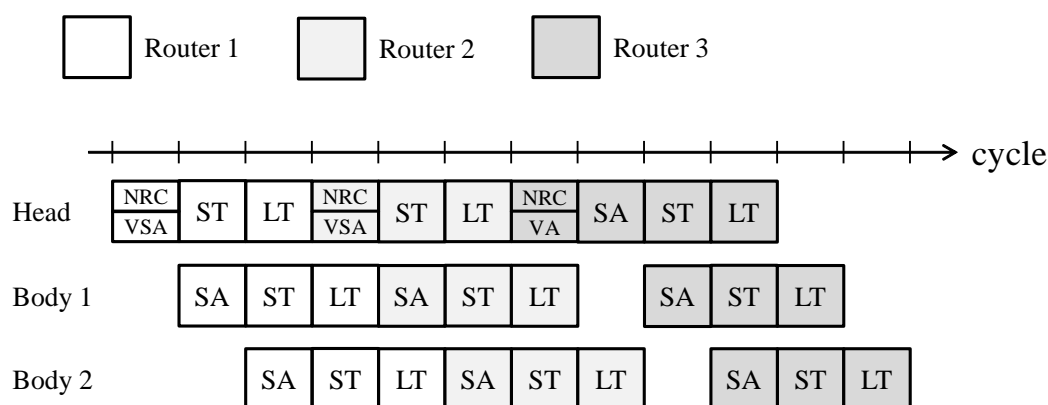 Router 1 Router 2 Router 3
cycle
Head NRC VSA ST LT NRC VSA ST LT NRC VA SA ST LT
Body 1 SA ST LT SA ST LT SA ST LT
Body 2 SA ST LT SA ST LT SA ST LT